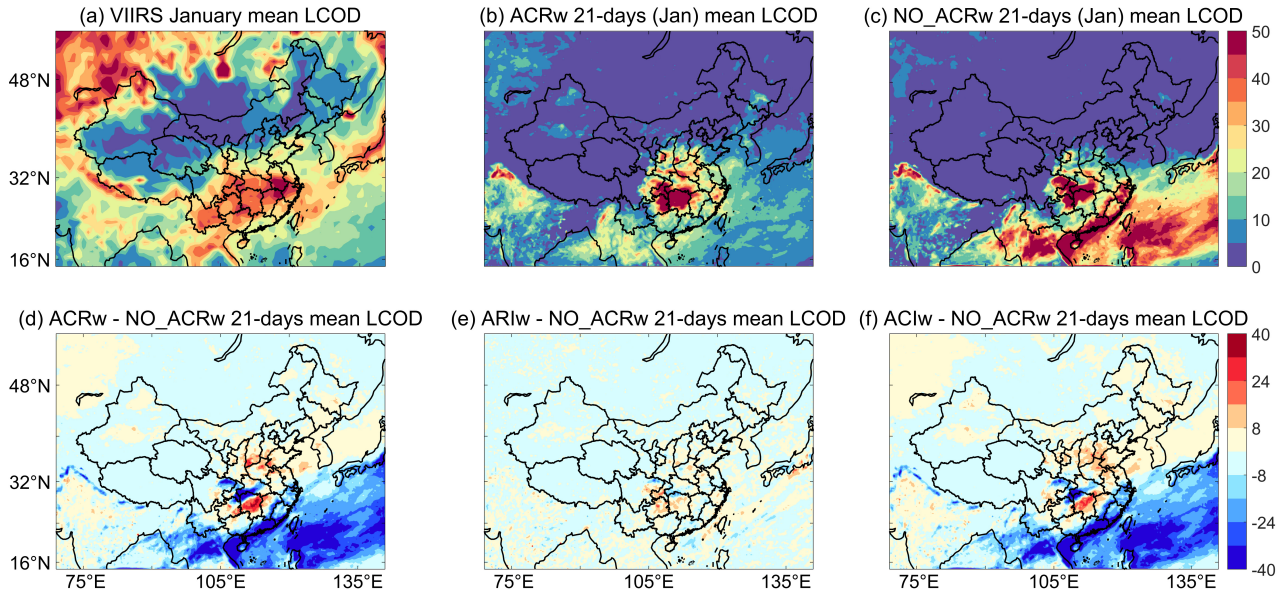 (a) VIIRS January mean LCOD
(b) ACRw 21-days (Jan) mean LCOD
(c) NO_ACRw 21-days (Jan) mean LCOD
48°N
32°N
16°N
50
40
30
20
10
0
(d) ACRw - NO_ACRw 21-days mean LCOD
(e) ARIw - NO_ACRw 21-days mean LCOD
(f) ACIw - NO_ACRw 21-days mean LCOD
48°N
32°N
16°N
75°E 105°E 135°E
75°E 105°E 135°E
75°E 105°E 135°E
40
24
8
-8
-24
-40